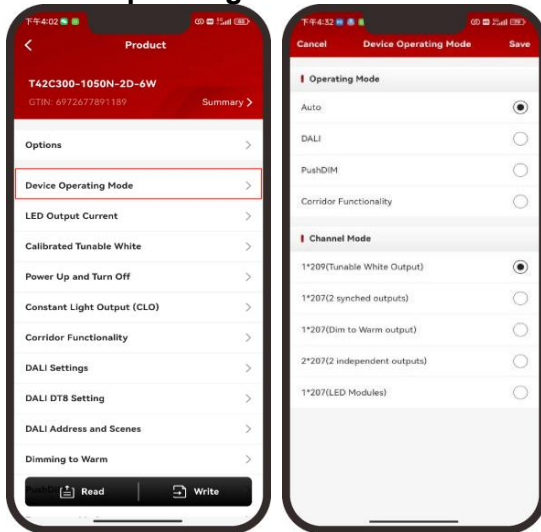 下午4:02
Product
T42C300-1050N-2D-6W
GTIN: 6972677891189
Summary
Options
Device Operating Mode
LED Output Current
Calibrated Tunable White
Power Up and Turn Off
Constant Light Output (CLO)
Corridor Functionality
DALI Settings
DALI DT8 Setting
DALI Address and Scenes
Dimming to Warm
Read
Write
下午4:32
Cancel
Device Operating Mode
Save
Operating Mode
Auto
DALI
PushDIM
Corridor Functionality
Channel Mode
1*209(Tunable White Output)
1*207(2 synched outputs)
1*207(Dim to Warm output)
2*207(2 independent outputs)
1*207(LED Modules)